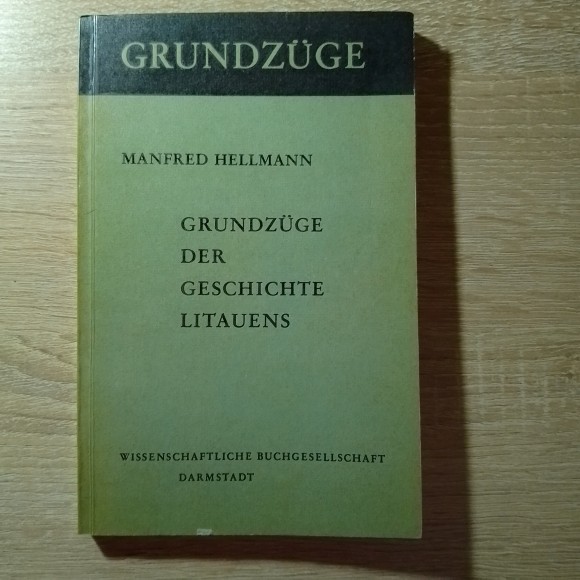 GRUNDZÜGE
MANFRED HELLMANN
GRUNDZÜGE
DER
GESCHICHTE
LITAUENS
WISSENSCHAFTLICHE BUCHGESELLSCHAFT
DARMSTADT